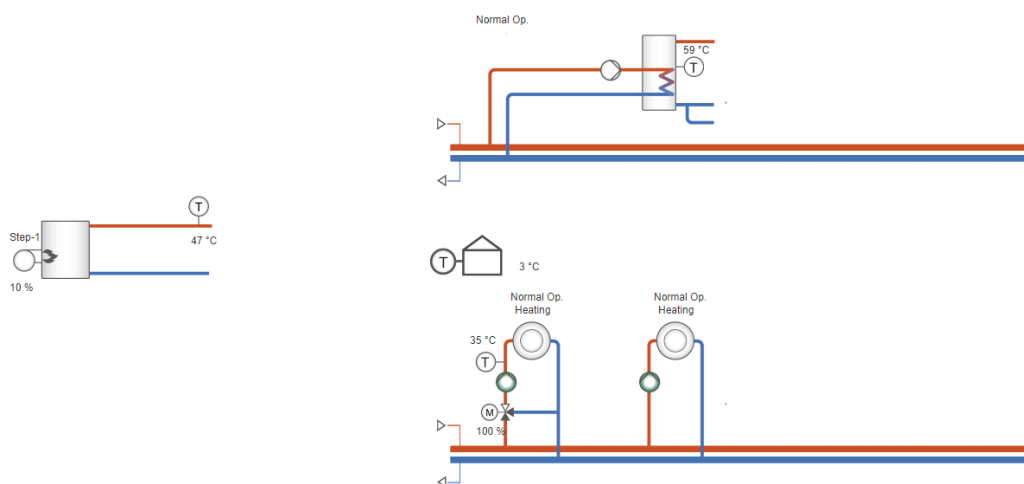 Normal Op.
59 °C
T
T
Step-1
47 °C
10 %
T
3 °C
Normal Op.
Heating
Normal Op.
Heating
35 °C
T
M
100 %